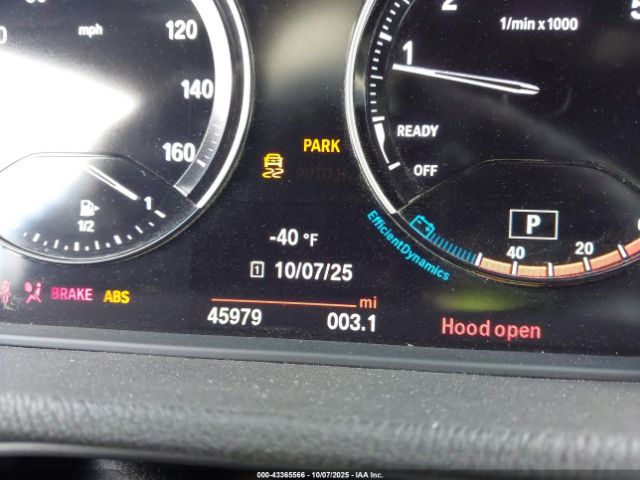 mph
120
140
160
1/2
1
PARK
-40 °F
1 10/07/25
mi
45979 003.1
BRAKE ABS
2
1/min x 1000
1
READY
OFF
P
40 20
EfficientDynamics
Hood open
000-43365566 - 10/07/2025 - IAA Inc.